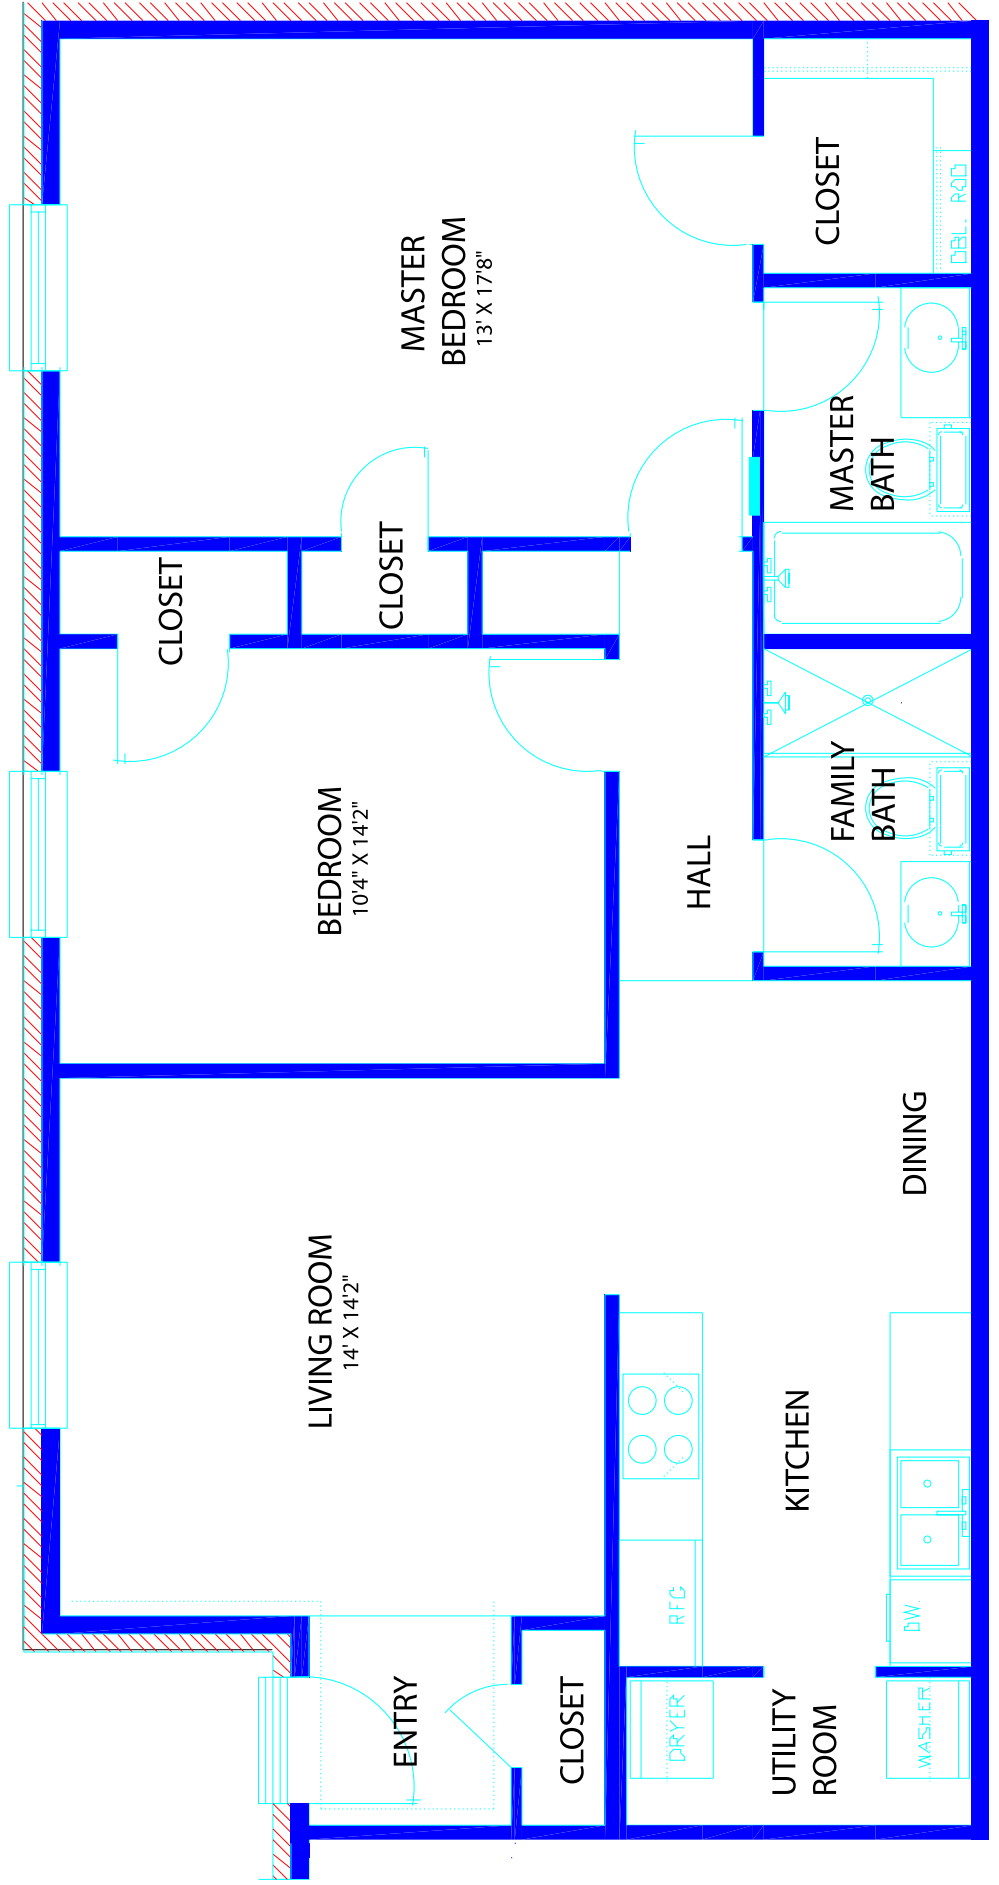 CLOSET
DBL. ROD
MASTER
BEDROOM
13' X 17'8"
MASTER
BATH
CLOSET
CLOSET
FAMILY
BATH
BEDROOM
10'4" X 14'2"
HALL
DINING
LIVING ROOM
14' X 14'2"
KITCHEN
RFG
DW
ENTRY
CLOSET
DRYER
UTILITY
ROOM
WASHER